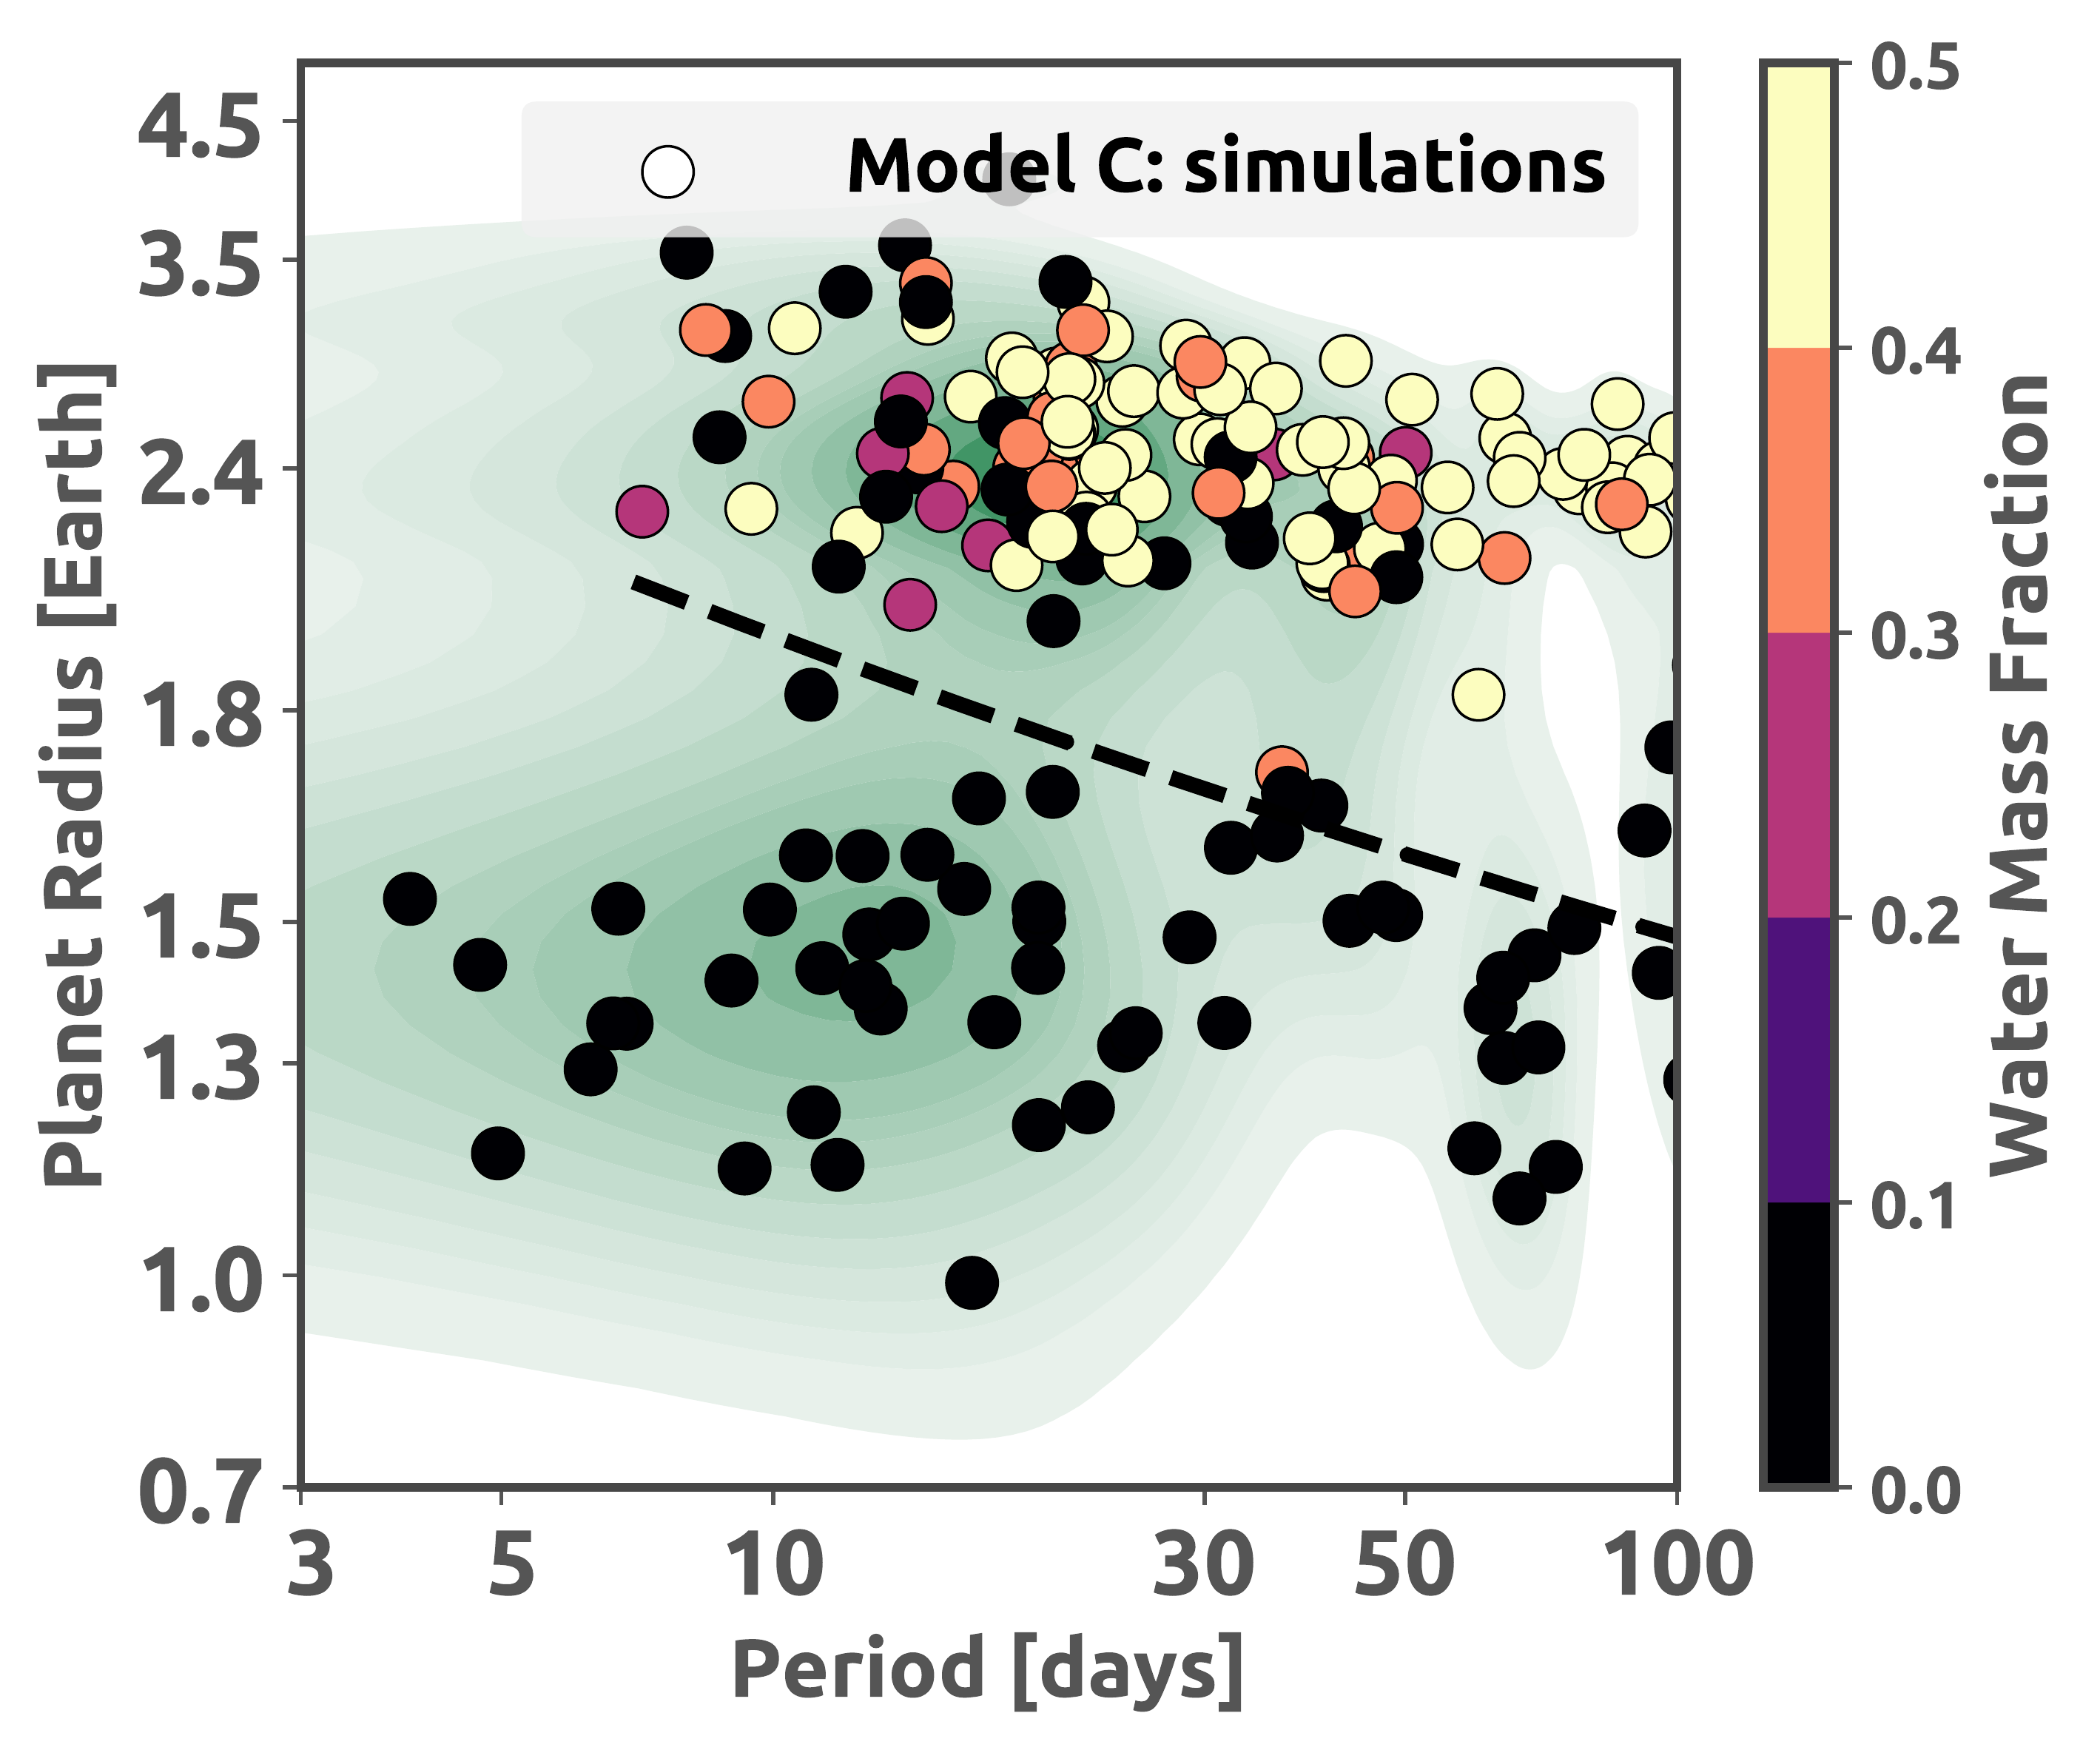 Model C: simulations
Planet Radius [Earth]
4.5
3.5
2.4
1.8
1.5
1.3
1.0
0.7
3 5 10 30 50 100
Period [days]
0.5
0.4
0.3
0.2
0.1
0.0
Water Mass Fraction